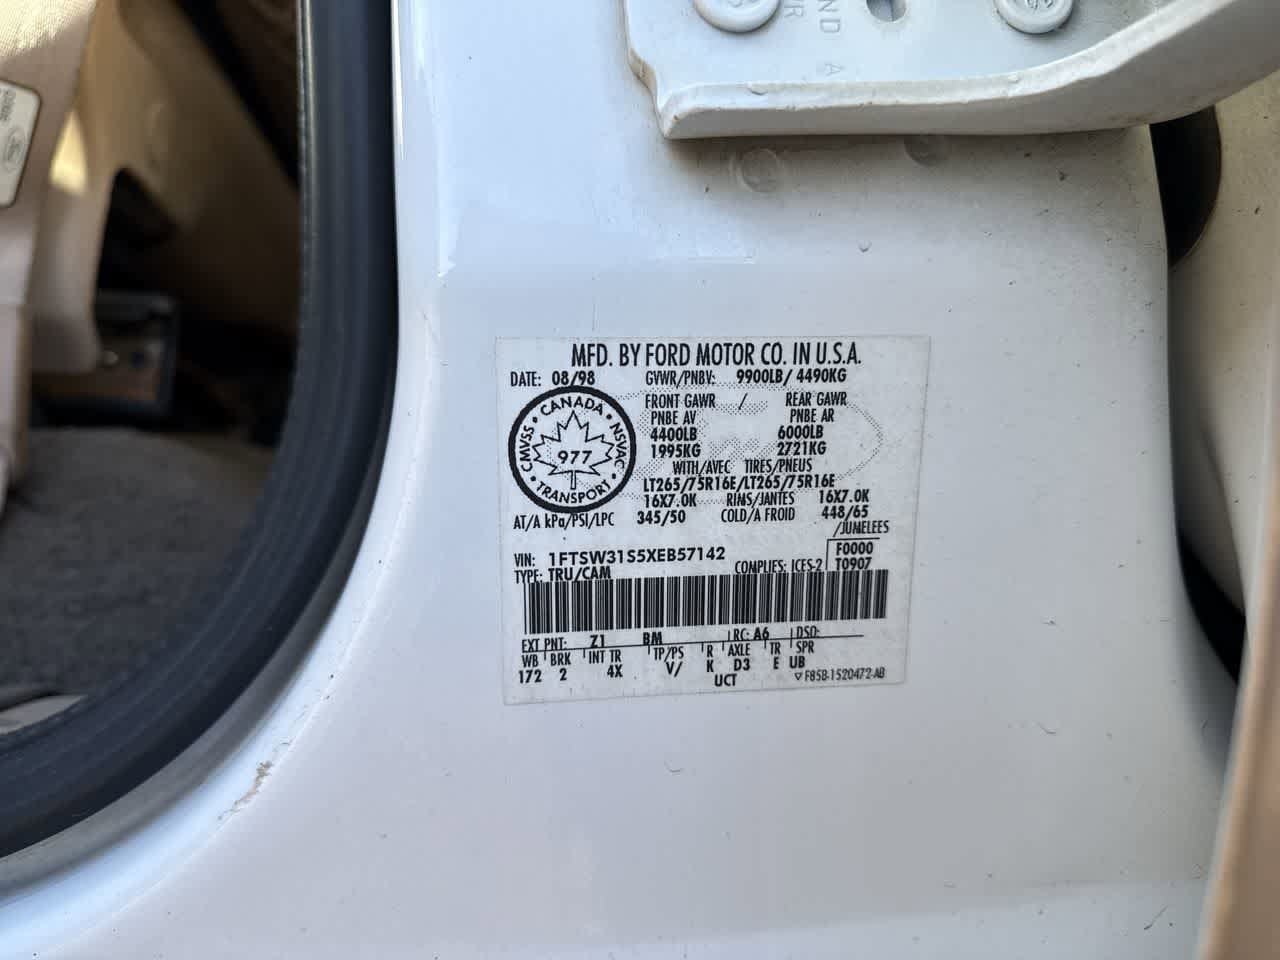 ND A
R
MFD. BY FORD MOTOR CO. IN U.S.A.
DATE: 08/98 GVWR/PNBV: 9900LB/ 4490KG
FRONT GAWR / REAR GAWR
PNBE AV PNBE AR
4400LB 6000LB
1995KG 2721KG
WITH/AVEC TIRES/PNEUS
LT265/75R16E/LT265/75R16E
16X7.0K RIMS/JANTES 16X7.0K
AT/A kPa/PSI/LPC 345/50 COLD/A FROID 448/65
/JUMELEES
CANADA • NSVAC • TRANSPORT • CMVSS •
977
VIN: 1FTSW31S5XEB57142 F0000
TYPE: TRU/CAM COMPLIES: ICES-2 T0907
EXT PNT: Z1 BM RC: A6 DSO:
WB BRK INT TR TP/PS R AXLE TR SPR
172 2 4X V/ K D3 E UB
UCT ▽ F85B-1520472-AB